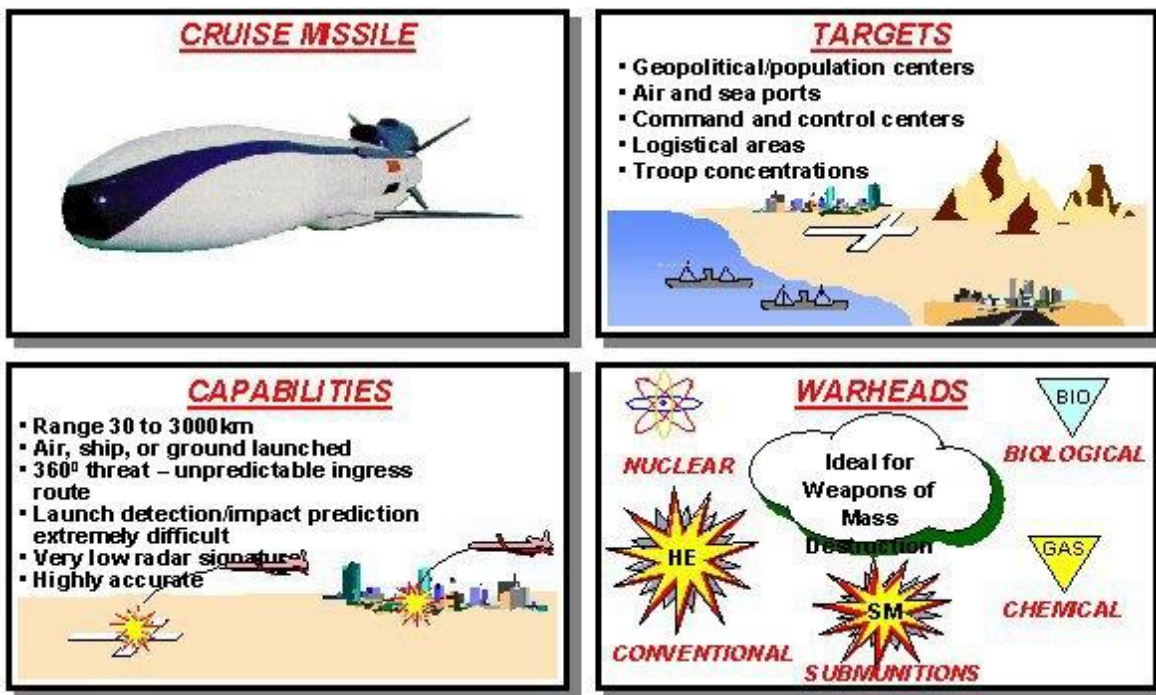 CRUISE MISSILE
TARGETS
• Geopolitical/population centers
• Air and sea ports
• Command and control centers
• Logistical areas
• Troop concentrations
CAPABILITIES
• Range 30 to 3000km
• Air, ship, or ground launched
• 360⁰ threat – unpredictable ingress
route
• Launch detection/impact prediction
extremely difficult
• Very low radar signature
• Highly accurate
WARHEADS
NUCLEAR
BIO
BIOLOGICAL
Ideal for
Weapons of
Mass
Destruction
HE
CONVENTIONAL
SM
SUBMUNITIONS
GAS
CHEMICAL